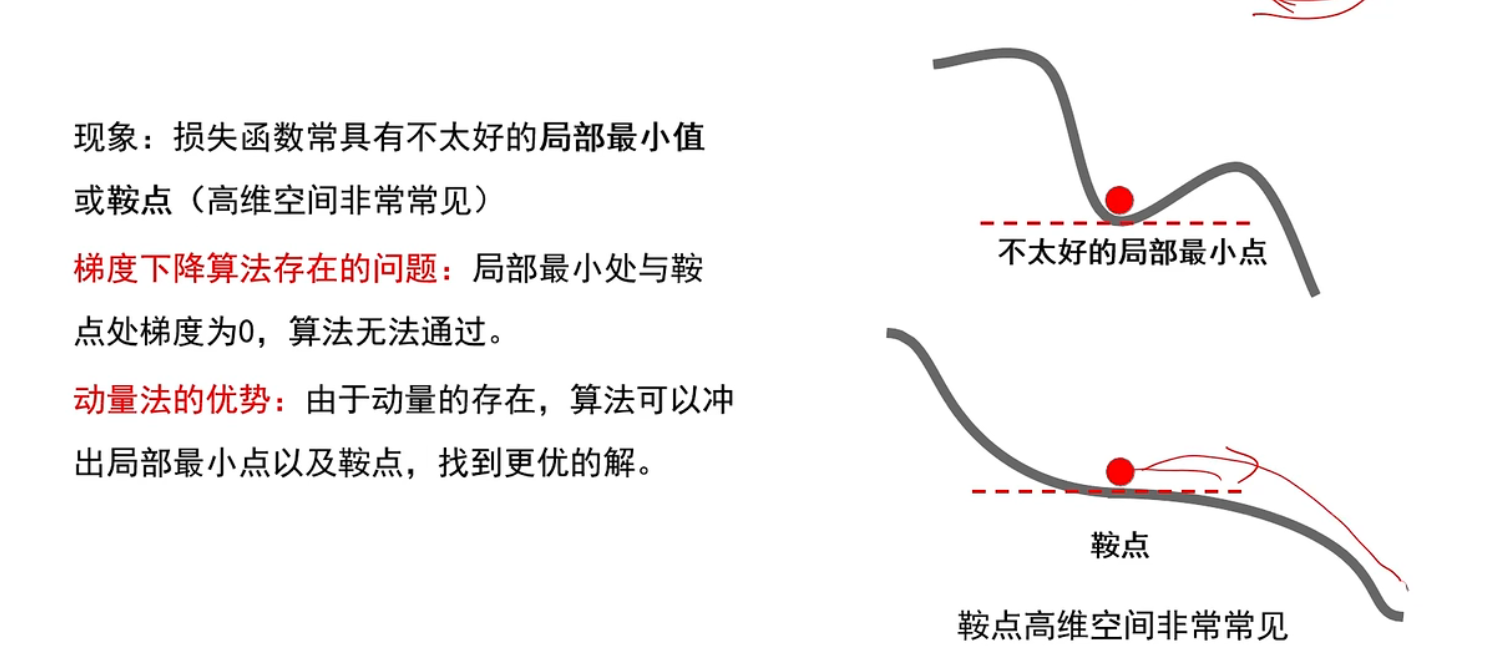 现象：损失函数常具有不太好的局部最小值
或鞍点（高维空间非常常见）
梯度下降算法存在的问题：局部最小处与鞍
点处梯度为0，算法无法通过。
动量法的优势：由于动量的存在，算法可以冲
出局部最小点以及鞍点，找到更优的解。
不太好的局部最小点
鞍点
鞍点高维空间非常常见